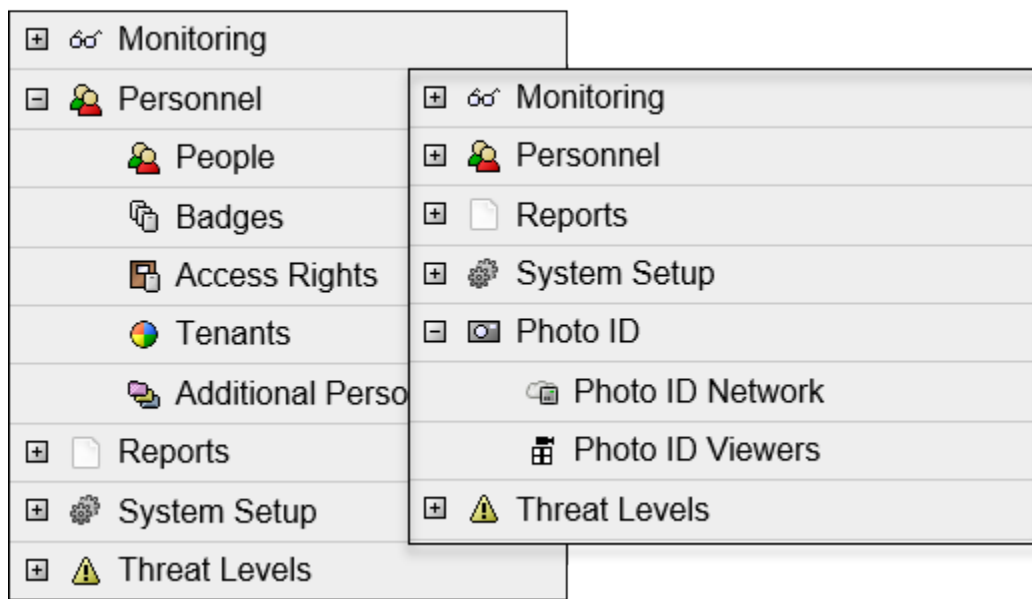 Monitoring
Personnel
People
Badges
Access Rights
Tenants
Additional
Reports
System Setup
Threat Levels
Monitoring
Personnel
Reports
System Setup
Photo ID
Photo ID Network
Photo ID Viewers
Threat Levels